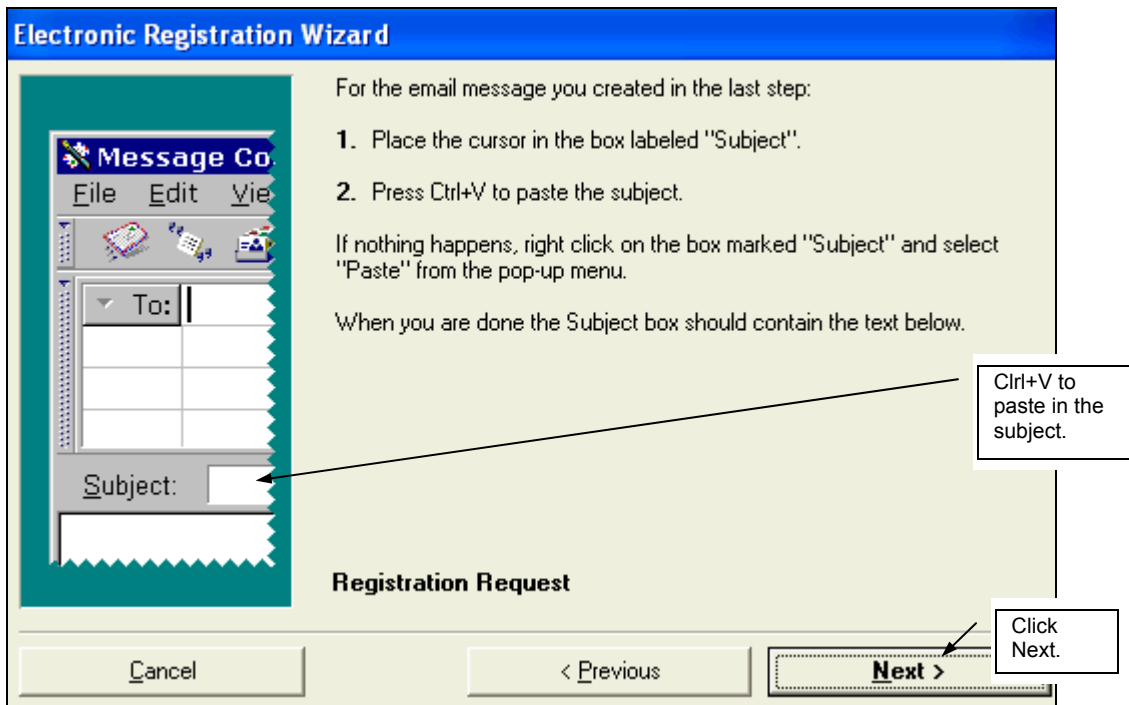 Electronic Registration Wizard
Message Co
File Edit Vie
To:
Subject:
For the email message you created in the last step:
1. Place the cursor in the box labeled "Subject".
2. Press Ctrl+V to paste the subject.
If nothing happens, right click on the box marked "Subject" and select
"Paste" from the pop-up menu.
When you are done the Subject box should contain the text below.
Clrl+V to
paste in the
subject.
Registration Request
Click
Next.
Cancel
< Previous
Next >